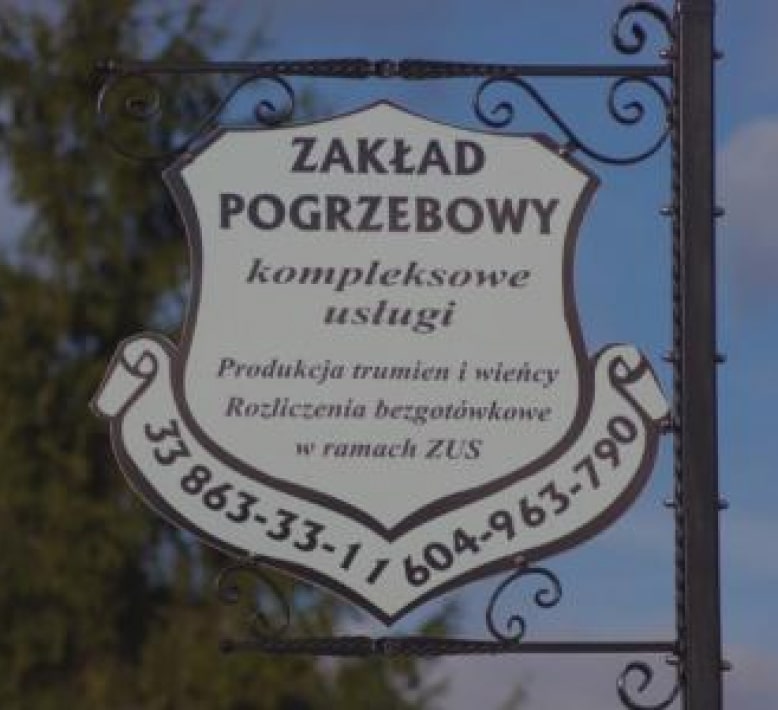 ZAKŁAD
POGRZEBOWY
kompleksowe
usługi
Produkcja trumien i wieńcy
Rozliczenia bezgotówkowe
w ramach ZUS
33 863-33-11 604-963-790